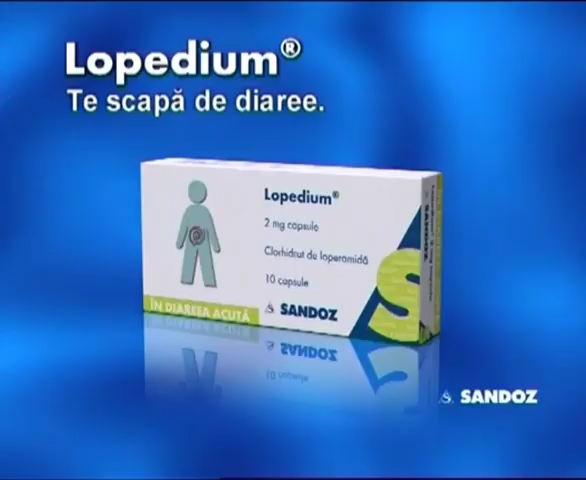 Lopedium®
Te scapă de diaree.
Lopedium®
2 mg capsule
Clorhidrat de loperamidă
10 capsule
ÎN DIAREEA ACUTĂ
SANDOZ
SANDOZ
SANDOZ